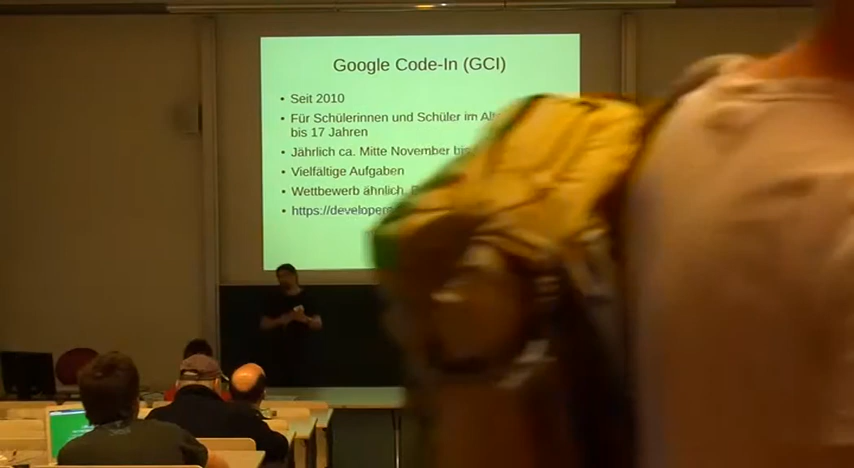 Google Code-In (GCI)
• Seit 2010
• Für Schülerinnen und Schüler im
bis 17 Jahren
• Jährlich ca. Mitte November bis
• Vielfältige Aufgaben
• Wettbewerb ähnlich,
• https://develope